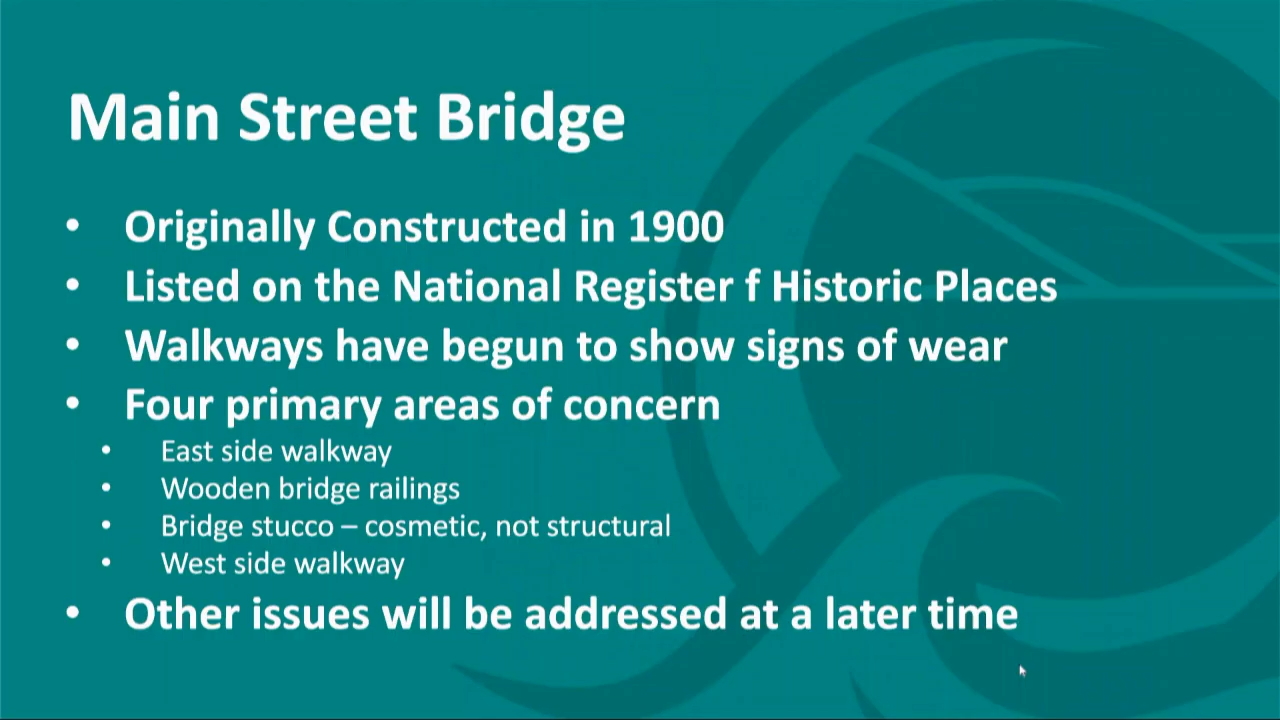 Main Street Bridge
• Originally Constructed in 1900
• Listed on the National Register f Historic Places
• Walkways have begun to show signs of wear
• Four primary areas of concern
• East side walkway
• Wooden bridge railings
• Bridge stucco – cosmetic, not structural
• West side walkway
• Other issues will be addressed at a later time